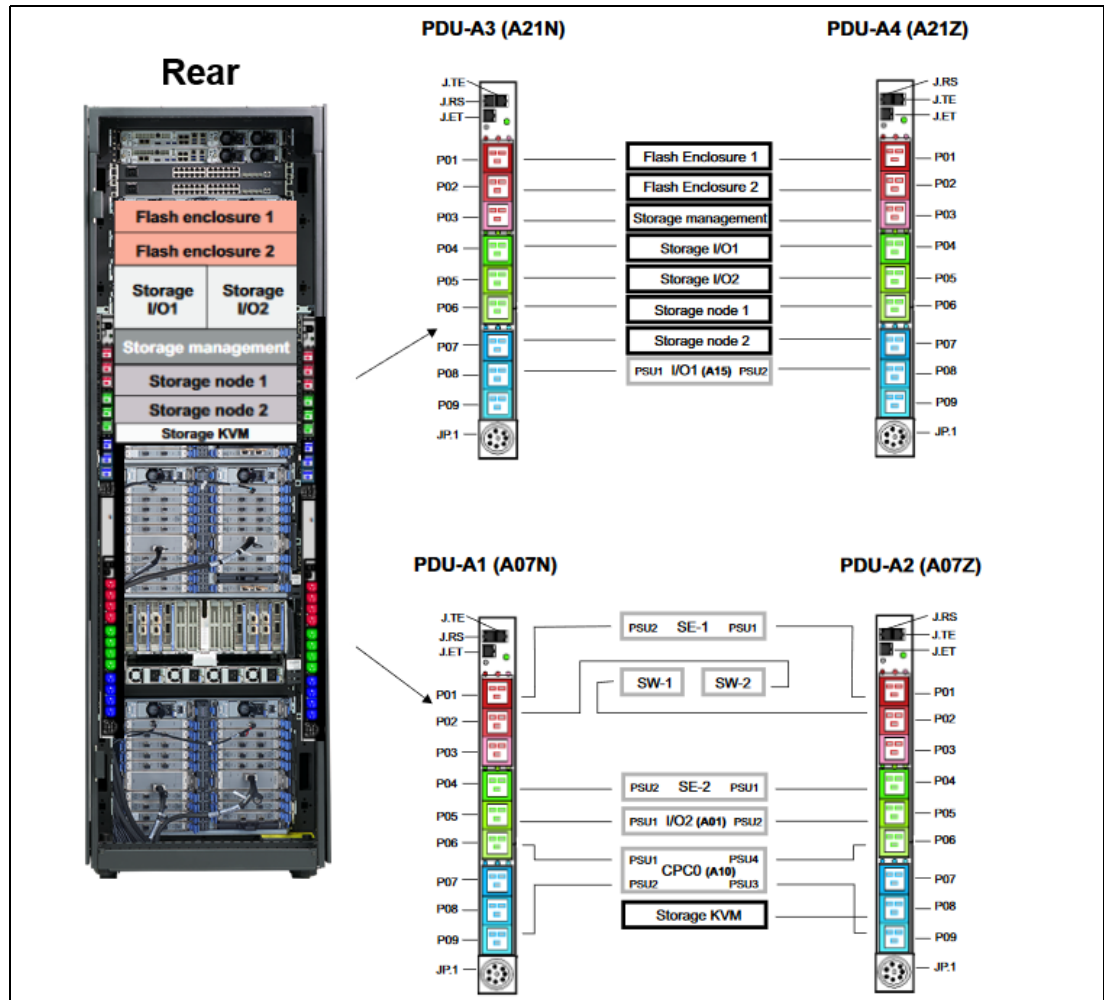 PDU-A3 (A21N)
PDU-A4 (A21Z)
Rear
Flash enclosure 1
Flash enclosure 2
Storage I/O1
Storage I/O2
Storage management
Storage node 1
Storage node 2
Storage KVM
J.TE
J.RS
J.ET
P01
P02
P03
P04
P05
P06
P07
P08
P09
JP.1
Flash Enclosure 1
Flash Enclosure 2
Storage management
Storage I/O1
Storage I/O2
Storage node 1
Storage node 2
PSU1 I/O1 (A15) PSU2
J.RS
J.TE
J.ET
P01
P02
P03
P04
P05
P06
P07
P08
P09
JP.1
PDU-A1 (A07N)
PDU-A2 (A07Z)
J.TE
J.RS
J.ET
P01
P02
P03
P04
P05
P06
P07
P08
P09
JP.1
PSU2 SE-1 PSU1
SW-1
SW-2
PSU2 SE-2 PSU1
PSU1 I/O2 (A01) PSU2
PSU1 PSU4
CPC0 (A10)
PSU2 PSU3
Storage KVM
J.RS
J.TE
J.ET
P01
P02
P03
P04
P05
P06
P07
P08
P09
JP.1